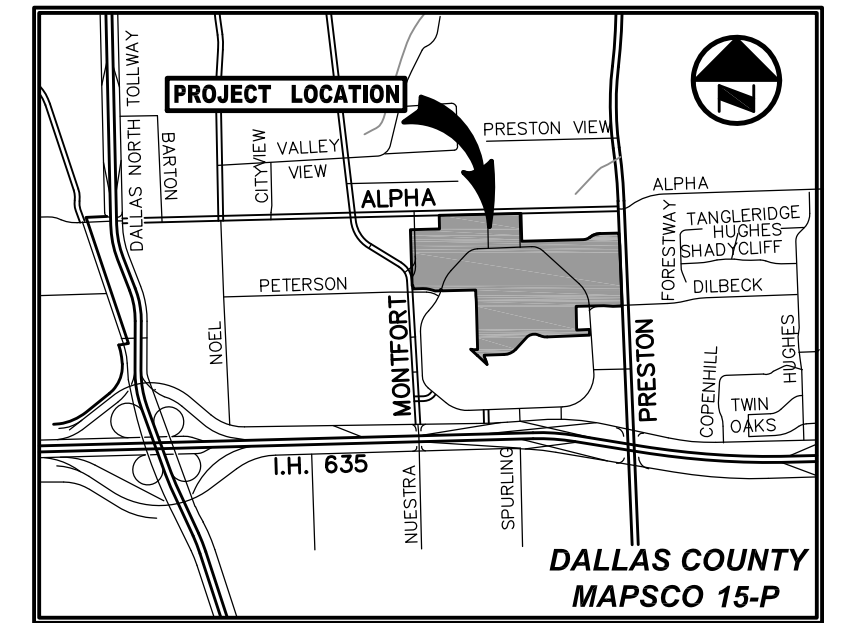 PROJECT LOCATION
DALLAS NORTH TOLLWAY
BARTON
CITYVIEW
VALLEY
VIEW
PRESTON VIEW
N
ALPHA
ALPHA
FORESTWAY
TANGLERIDGE
HUGHES
SHADYCLIFF
DILBECK
PETERSON
NOEL
MONTFORT
PRESTON
COPENHILL
HUGHES
TWIN
OAKS
I.H. 635
NUESTRA
SPURLING
DALLAS COUNTY
MAPSCO 15-P